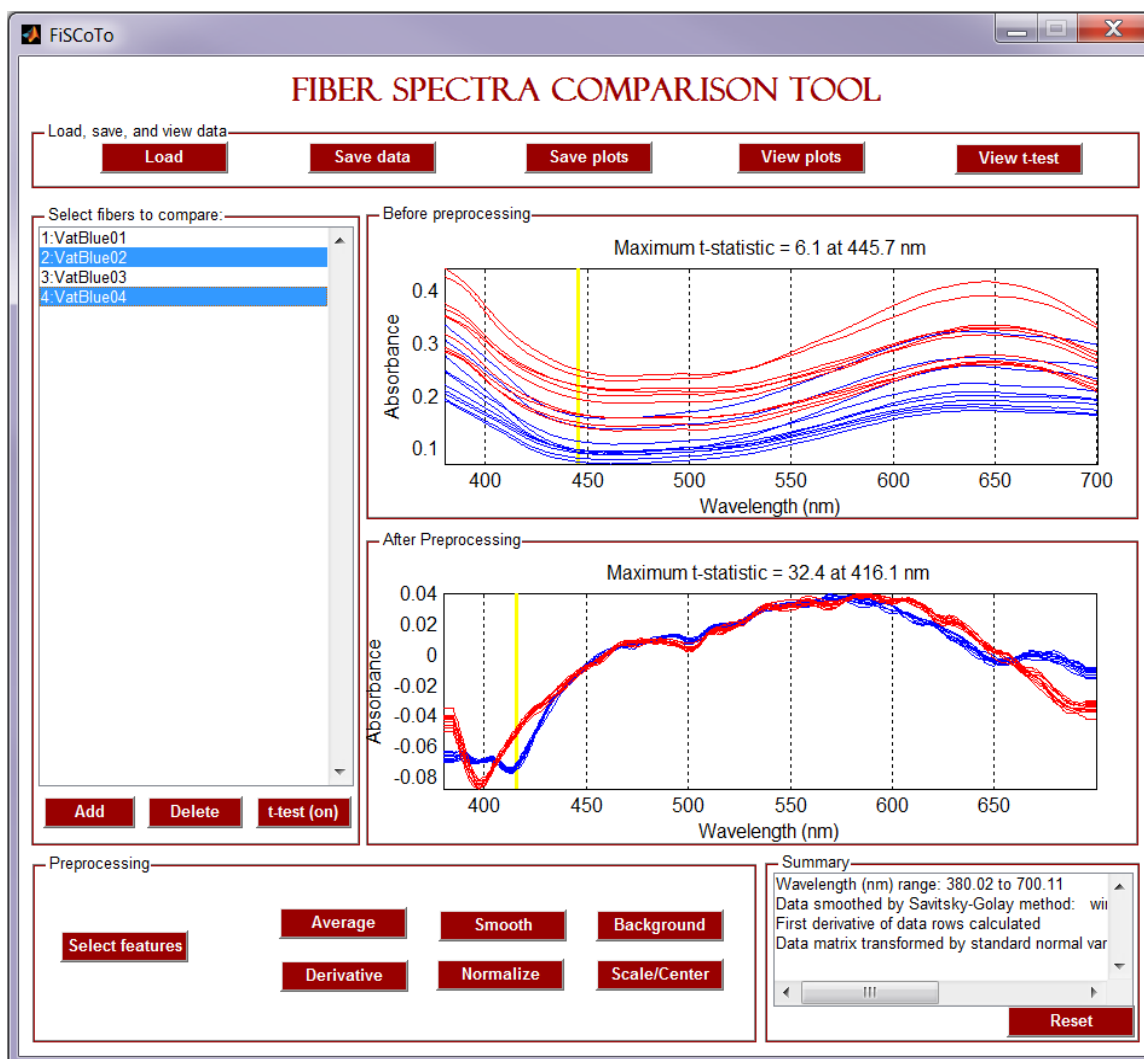 FiSCoTo
FIBER SPECTRA COMPARISON TOOL
Load, save, and view data
Load Save data Save plots View plots View t-test
Select fibers to compare:
1:VatBlue01
2:VatBlue02
3:VatBlue03
4:VatBlue04
Add Delete t-test (on)
Before preprocessing
Maximum t-statistic = 6.1 at 445.7 nm
Absorbance
0.4
0.3
0.2
0.1
400 450 500 550 600 650 700
Wavelength (nm)
After Preprocessing
Maximum t-statistic = 32.4 at 416.1 nm
Absorbance
0.04
0.02
0
-0.02
-0.04
-0.06
-0.08
400 450 500 550 600 650
Wavelength (nm)
Preprocessing
Select features
Average Smooth Background
Derivative Normalize Scale/Center
Summary
Wavelength (nm) range: 380.02 to 700.11
Data smoothed by Savitsky-Golay method:
First derivative of data rows calculated
Data matrix transformed by standard normal var
Reset